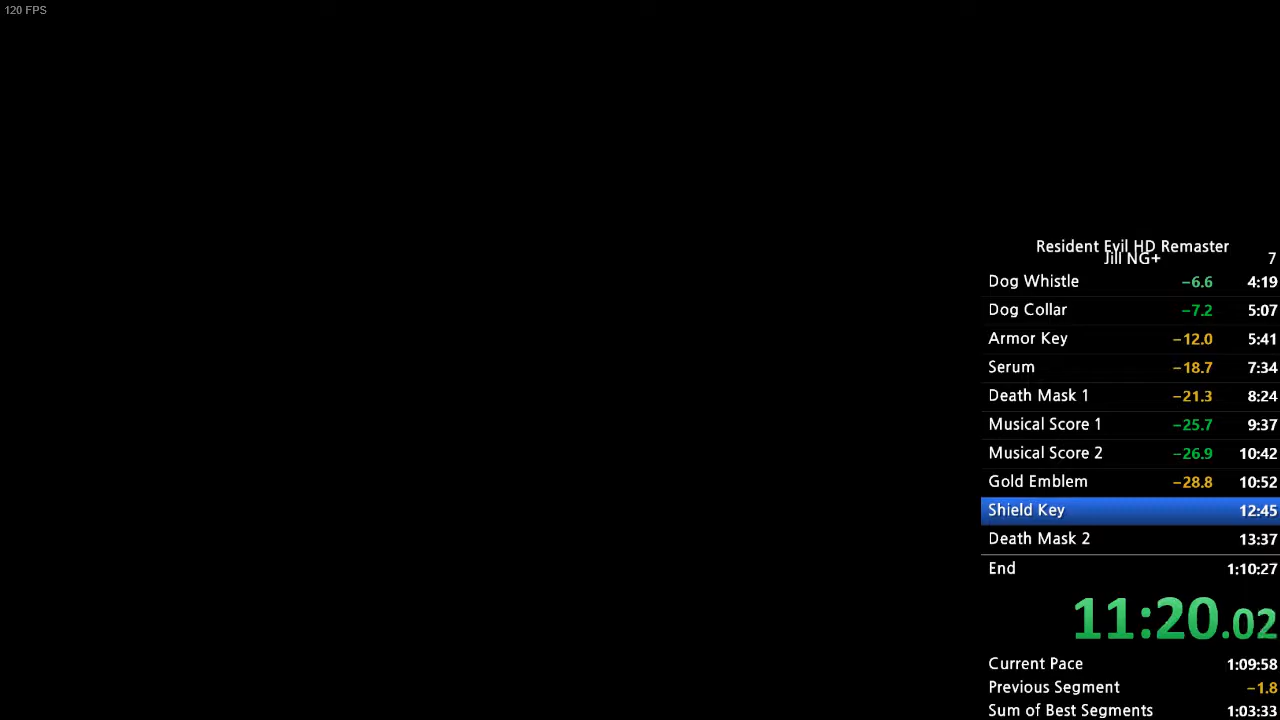 120 FPS
Resident Evil HD Remaster
Jill NG+ 7
Dog Whistle −6.6 4:19
Dog Collar −7.2 5:07
Armor Key −12.0 5:41
Serum −18.7 7:34
Death Mask 1 −21.3 8:24
Musical Score 1 −25.7 9:37
Musical Score 2 −26.9 10:42
Gold Emblem −28.8 10:52
Shield Key 12:45
Death Mask 2 13:37
End 1:10:27
11:20.02
Current Pace 1:09:58
Previous Segment −1.8
Sum of Best Segments 1:03:33